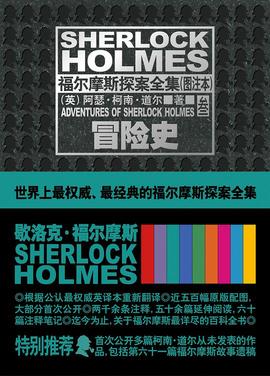 SHERLOCK
HOLMES
福尔摩斯探案全集(图注本)
(英)阿瑟·柯南·道尔■著■
ADVENTURES OF SHERLOCK HOLMES
叁
冒险史
世界上最权威、最经典的福尔摩斯探案全集
歇洛克·福尔摩斯
SHERLOCK
HOLMES
◎根据公认最权威英译本重新翻译◎近五百幅原版配图,
大部分首次公开◎两千余条注释,五十余篇延伸阅读,六十
篇注释笔记◎迄今为止,关于福尔摩斯最详尽的百科全书◎
特别推荐
首次公开多篇柯南·道尔从未发表的作
品,包括第六十一篇福尔摩斯故事遗稿